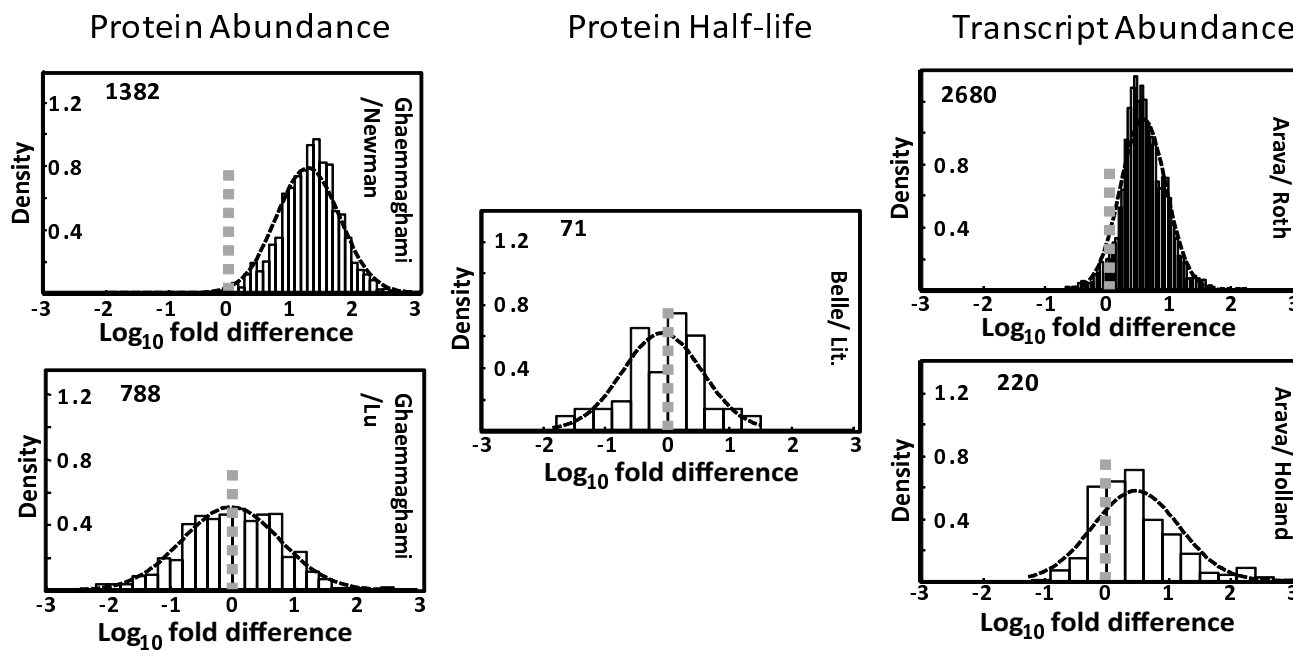 Protein Abundance
Protein Half-life
Transcript Abundance
1382
Ghaemmaghami
/Newman
Density
1.2
0.8
0.4
-3 -2 -1 0 1 2 3
Log10 fold difference
788
Ghaemmaghami
/Lu
Density
1.2
0.8
0.4
-3 -2 -1 0 1 2 3
Log10 fold difference
71
Belle/ Lit.
Density
1.2
0.8
0.4
-3 -2 -1 0 1 2 3
Log10 fold difference
2680
Arava/ Roth
Density
0.8
0.4
-3 -2 -1 0 1 2 3
Log10 fold difference
220
Arava/ Holland
Density
1.2
0.8
0.4
-3 -2 -1 0 1 2 3
Log10 fold difference